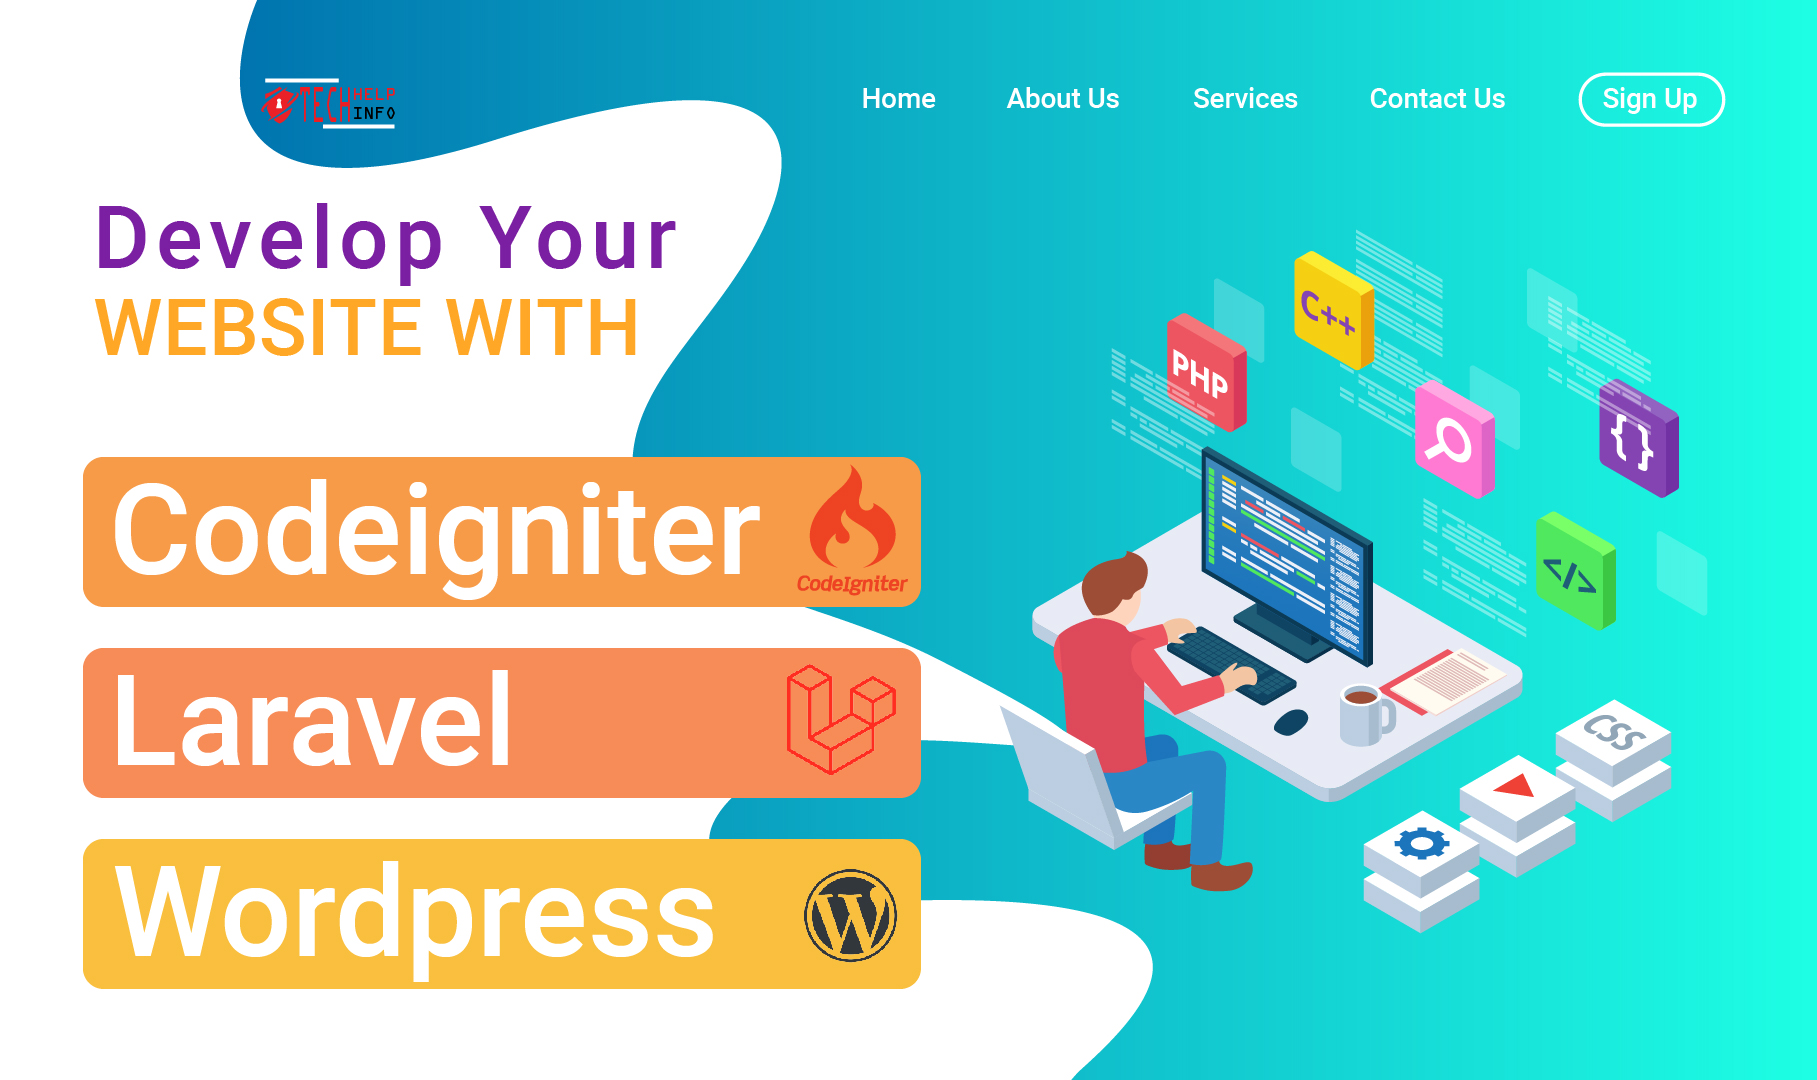 TECH HELP INFO
Home About Us Services Contact Us Sign Up
Develop Your
WEBSITE WITH
Codeigniter
CodeIgniter
Laravel
Wordpress
W
C++
PHP
{}
</>
CSS